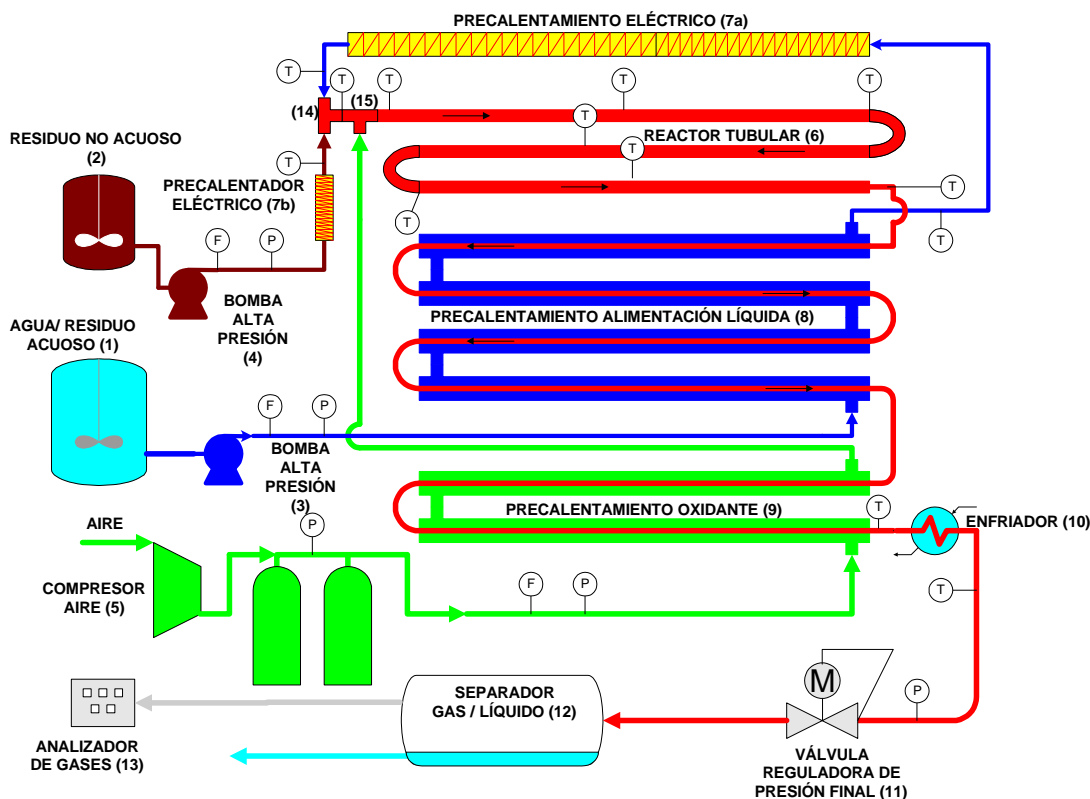 PRECALENTAMIENTO ELÉCTRICO (7a)
T
T
T
(15)
T
T
(14)
T
REACTOR TUBULAR (6)
T
RESIDUO NO ACUOSO
(2)
T
PRECALENTADOR
ELÉCTRICO (7b)
T
T
T
F
P
BOMBA
ALTA
PRESIÓN
(4)
PRECALENTAMIENTO ALIMENTACIÓN LÍQUIDA (8)
AGUA/ RESIDUO
ACUOSO (1)
F
P
BOMBA
ALTA
PRESIÓN
(3)
PRECALENTAMIENTO OXIDANTE (9)
T
ENFRIADOR (10)
AIRE
P
COMPRESOR
AIRE (5)
F
P
T
M
P
SEPARADOR
GAS / LÍQUIDO (12)
ANALIZADOR
DE GASES (13)
VÁLVULA
REGULADORA DE
PRESIÓN FINAL (11)